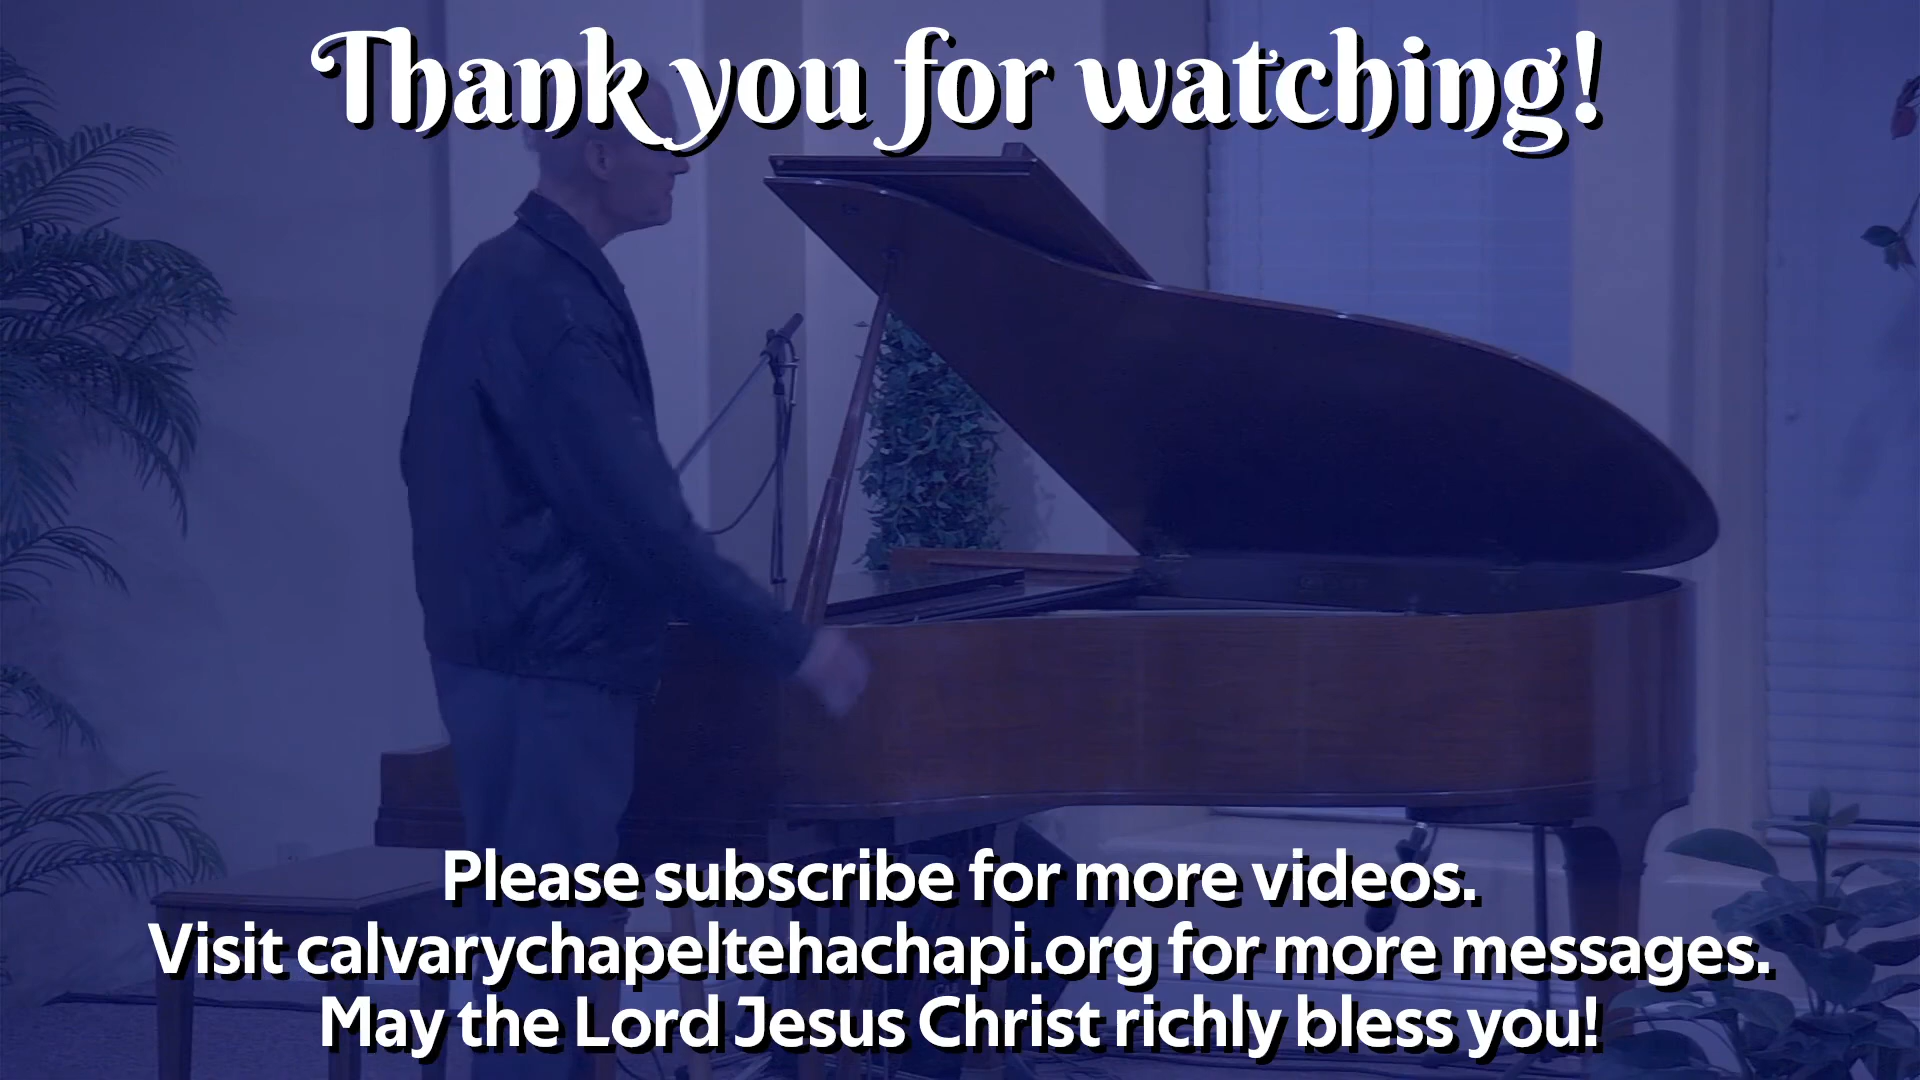 Thank you for watching!
Please subscribe for more videos.
Visit calvarychapeltehachapi.org for more messages.
May the Lord Jesus Christ richly bless you!